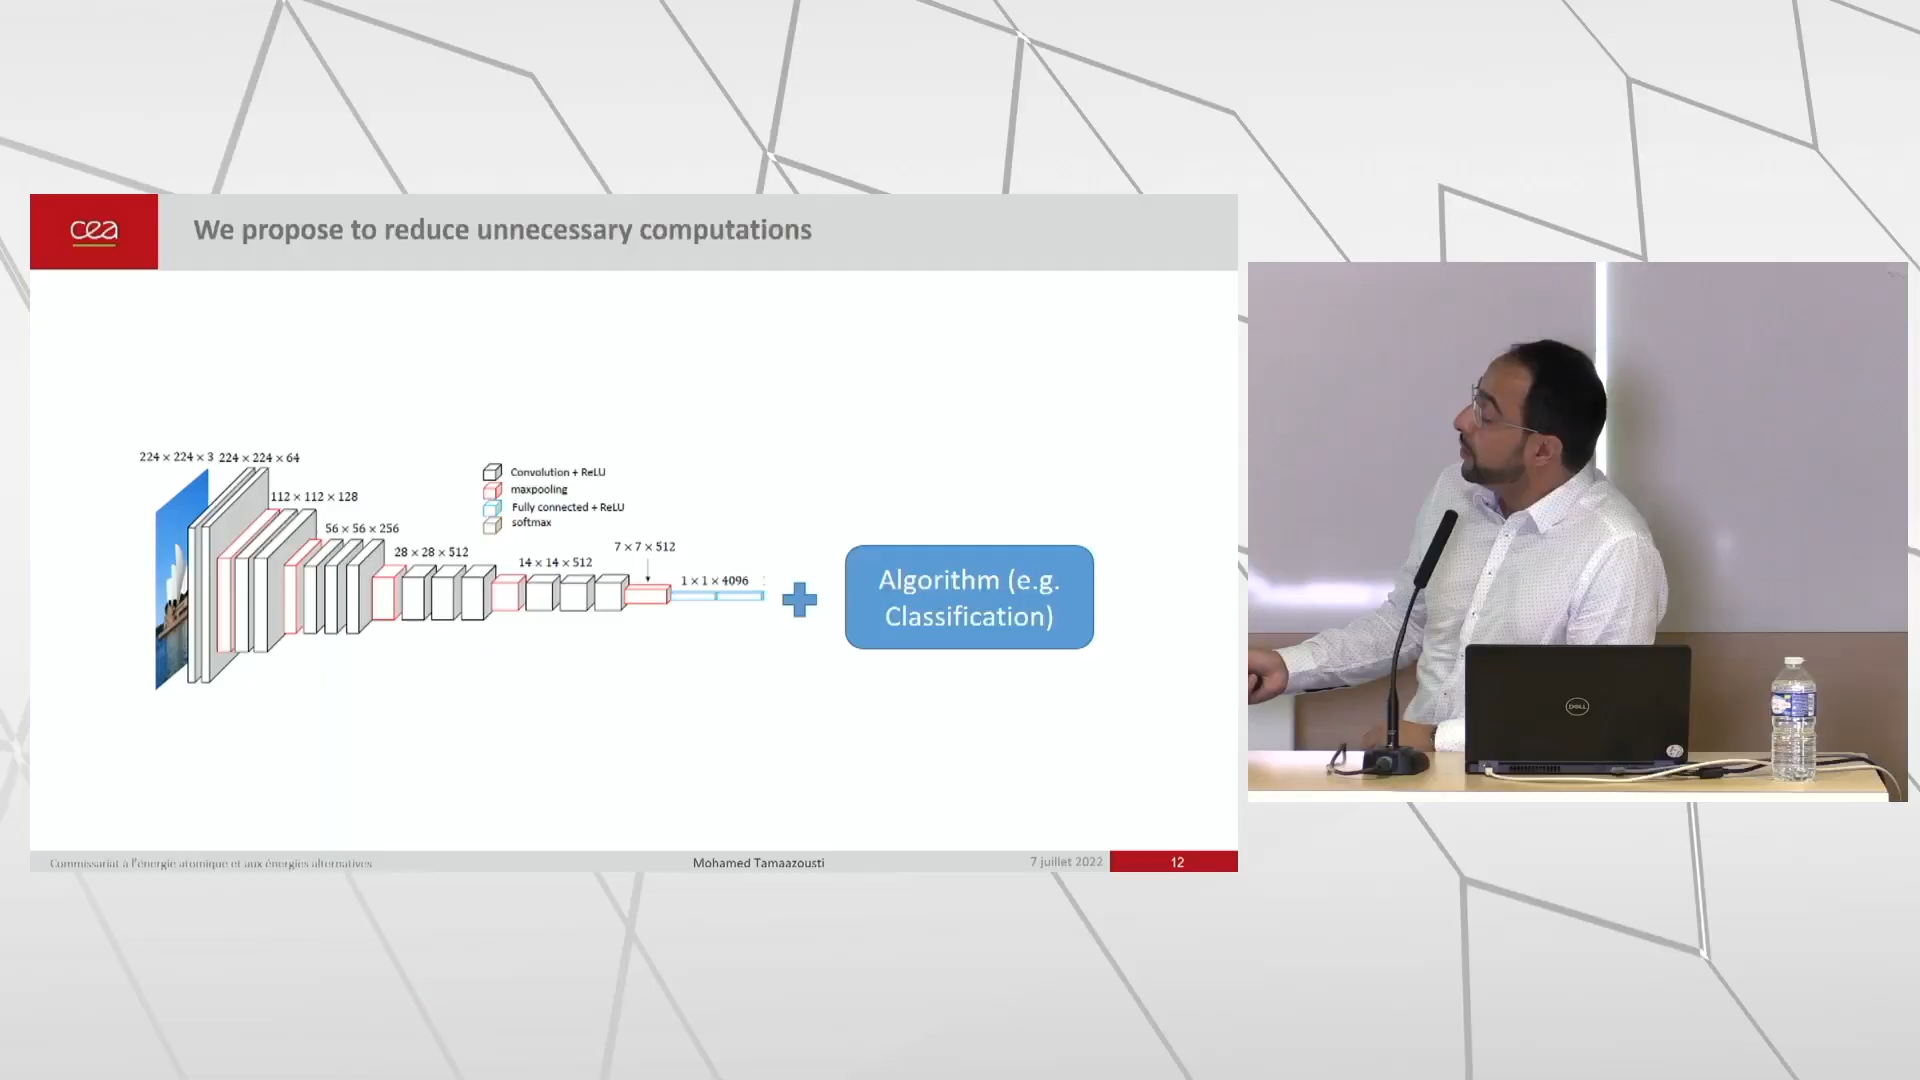 cea
We propose to reduce unnecessary computations
224 × 224 × 3 224 × 224 × 64
112 × 112 × 128
56 × 56 × 256
28 × 28 × 512
14 × 14 × 512
7 × 7 × 512
1 × 1 × 4096
Convolution + ReLU
maxpooling
Fully connected + ReLU
softmax
Algorithm (e.g.
Classification)
DELL
Commissariat à l'énergie atomique et aux énergies alternatives
Mohamed Tamaazousti
7 juillet 2022
12